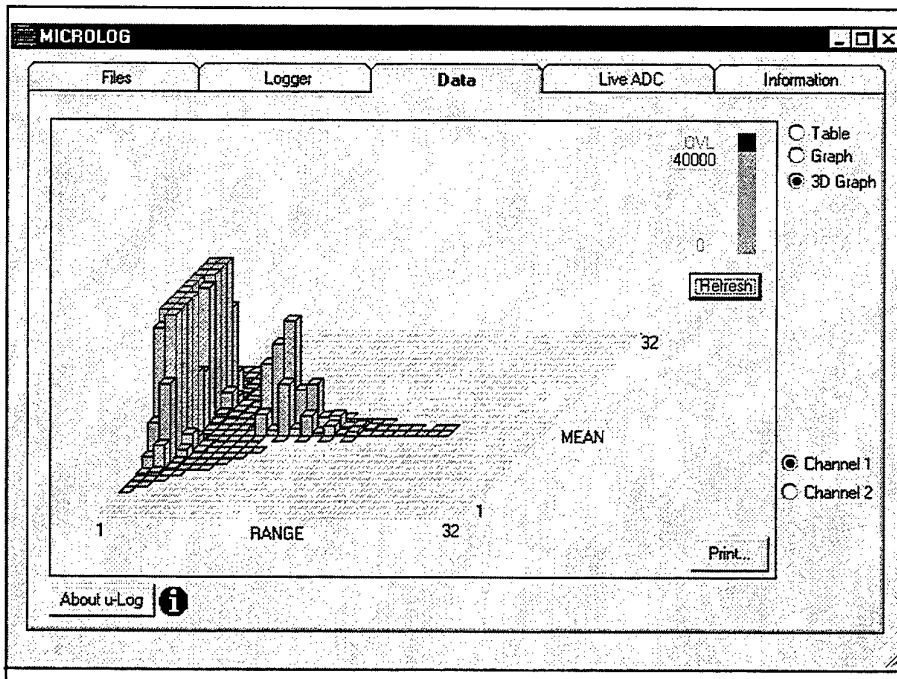 MICROLOG
Files
Logger
Data
Live ADC
Information
OVL
40000
0
Refresh
Table
Graph
3D Graph
32
MEAN
1
1
RANGE
32
Channel 1
Channel 2
Print...
About u-Log
i